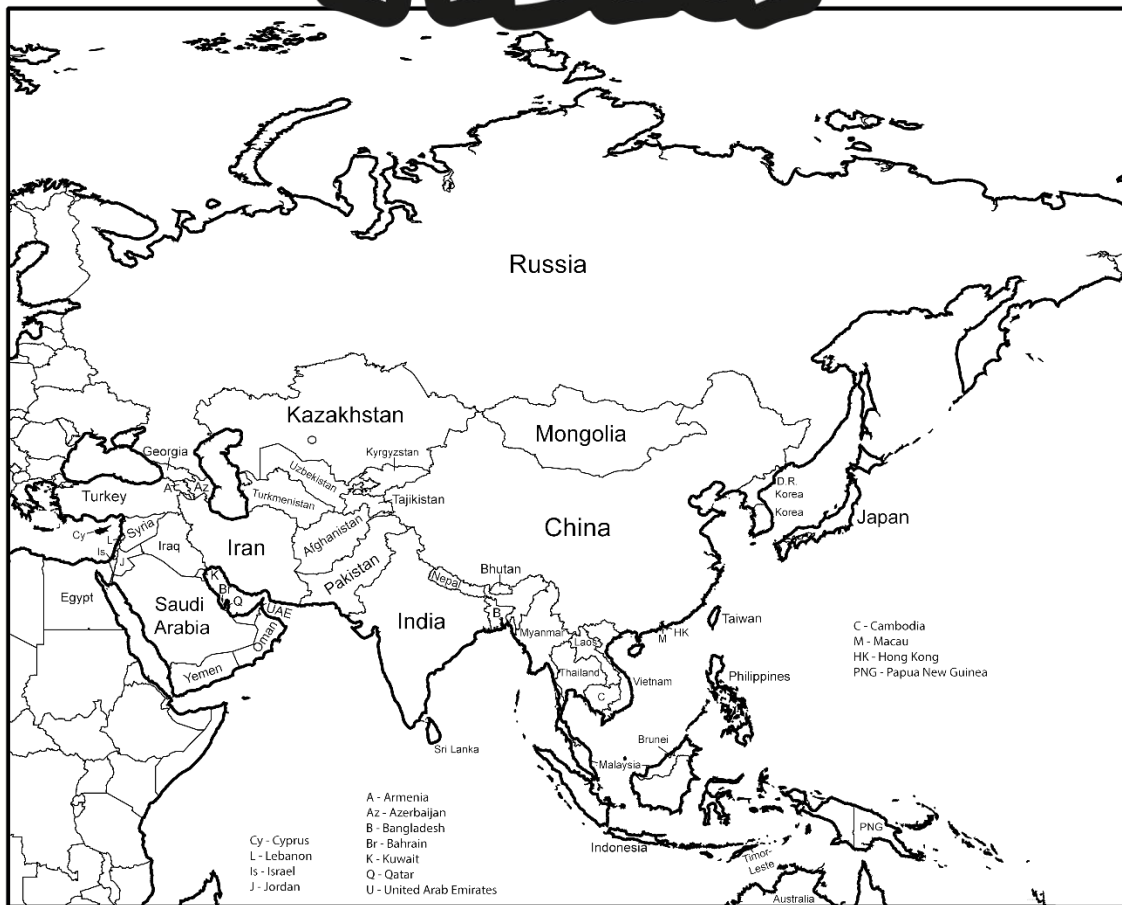 Russia
Kazakhstan
Mongolia
Georgia
Kyrgyzstan
Uzbekistan
D.R.
Korea
Turkey
A
Az
Turkmenistan
Tajikistan
Korea
Japan
China
Cy
Syria
L
Iraq
Iran
Afghanistan
Is
J
K
Pakistan
Nepal
Bhutan
Egypt
Br
Q
Saudi
Arabia
UAE
India
B
Oman
Myanmar
Laos
M
HK
Taiwan
Yemen
Thailand
Vietnam
Philippines
C
Sri Lanka
Brunei
Malaysia
Indonesia
PNG
Timor-
Leste
Australia
C - Cambodia
M - Macau
HK - Hong Kong
PNG - Papua New Guinea
Cy - Cyprus
L - Lebanon
Is - Israel
J - Jordan
A - Armenia
Az - Azerbaijan
B - Bangladesh
Br - Bahrain
K - Kuwait
Q - Qatar
U - United Arab Emirates